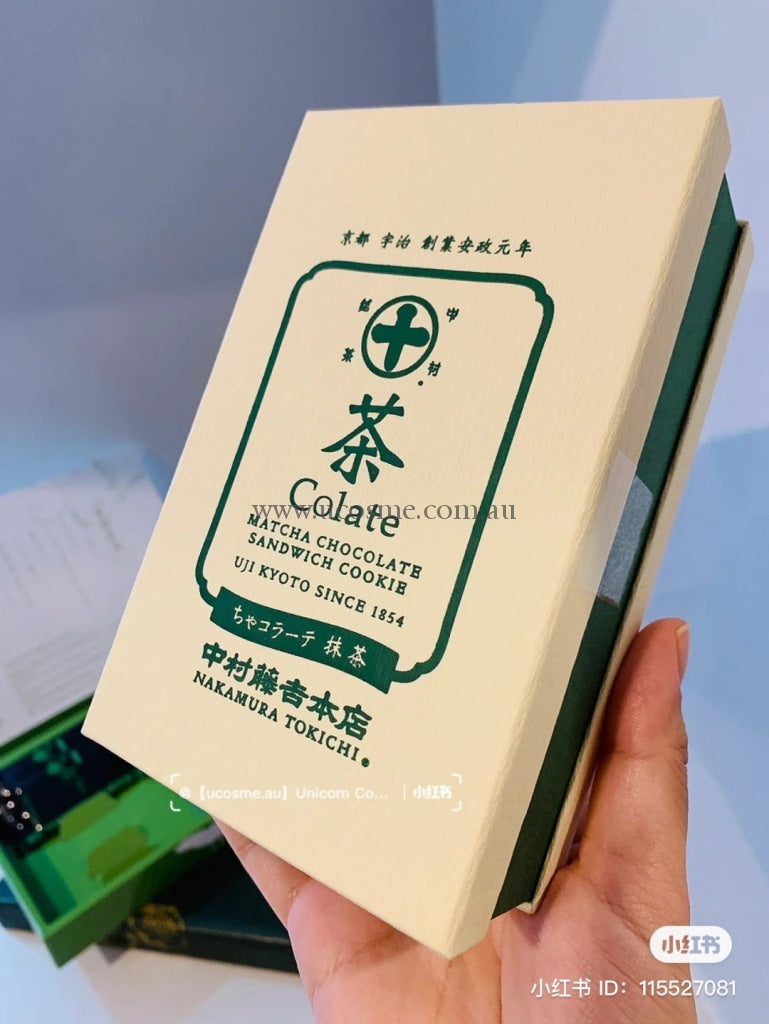 京都 宇治 創業安政元年
銘 中
茶 村
茶
Colate
www.ucosme.com.au
MATCHA CHOCOLATE
SANDWICH COOKIE
UJI KYOTO SINCE 1854
ちゃコラーテ 抹茶
中村藤吉本店
NAKAMURA TOKICHI®
@【ucosme.au】Unicorn Co... | 小红书
小红书
小红书 ID: 115527081